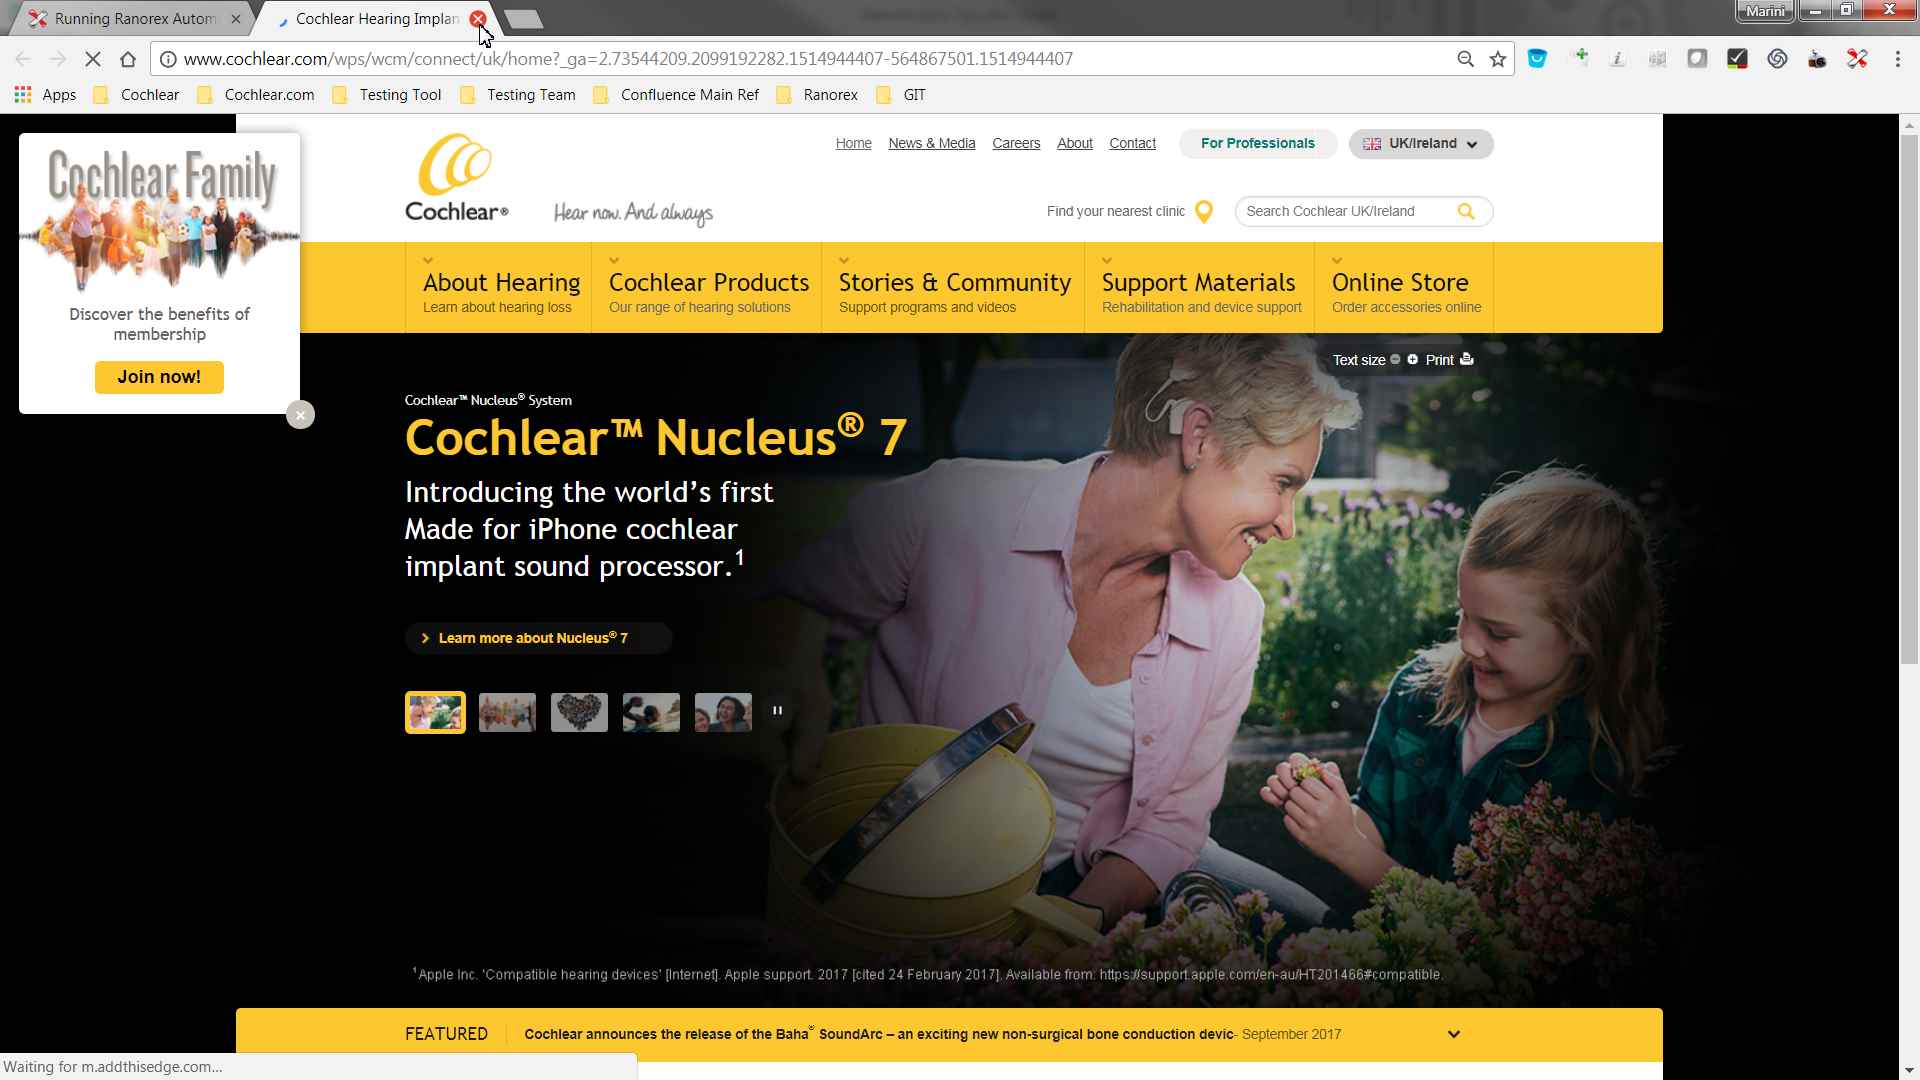 Running Ranorex Autom
Cochlear Hearing Implan
Marini
www.cochlear.com/wps/wcm/connect/uk/home?_ga=2.73544209.2099192282.1514944407-564867501.1514944407
Apps
Cochlear
Cochlear.com
Testing Tool
Testing Team
Confluence Main Ref
Ranorex
GIT
Cochlear Family
Discover the benefits of
membership
Join now!
Cochlear®
Hear now. And always
Home
News & Media
Careers
About
Contact
For Professionals
UK/Ireland
Find your nearest clinic
Search Cochlear UK/Ireland
About Hearing
Learn about hearing loss
Cochlear Products
Our range of hearing solutions
Stories & Community
Support programs and videos
Support Materials
Rehabilitation and device support
Online Store
Order accessories online
Text size
Print
Cochlear™ Nucleus® System
Cochlear™ Nucleus® 7
Introducing the world’s first
Made for iPhone cochlear
implant sound processor.¹
Learn more about Nucleus® 7
¹Apple Inc. 'Compatible hearing devices' [Internet]. Apple support. 2017 [cited 24 February 2017]. Available from: https://support.apple.com/en-au/HT201466#compatible.
FEATURED
Cochlear announces the release of the Baha® SoundArc – an exciting new non-surgical bone conduction devic- September 2017
Waiting for m.addthisedge.com...